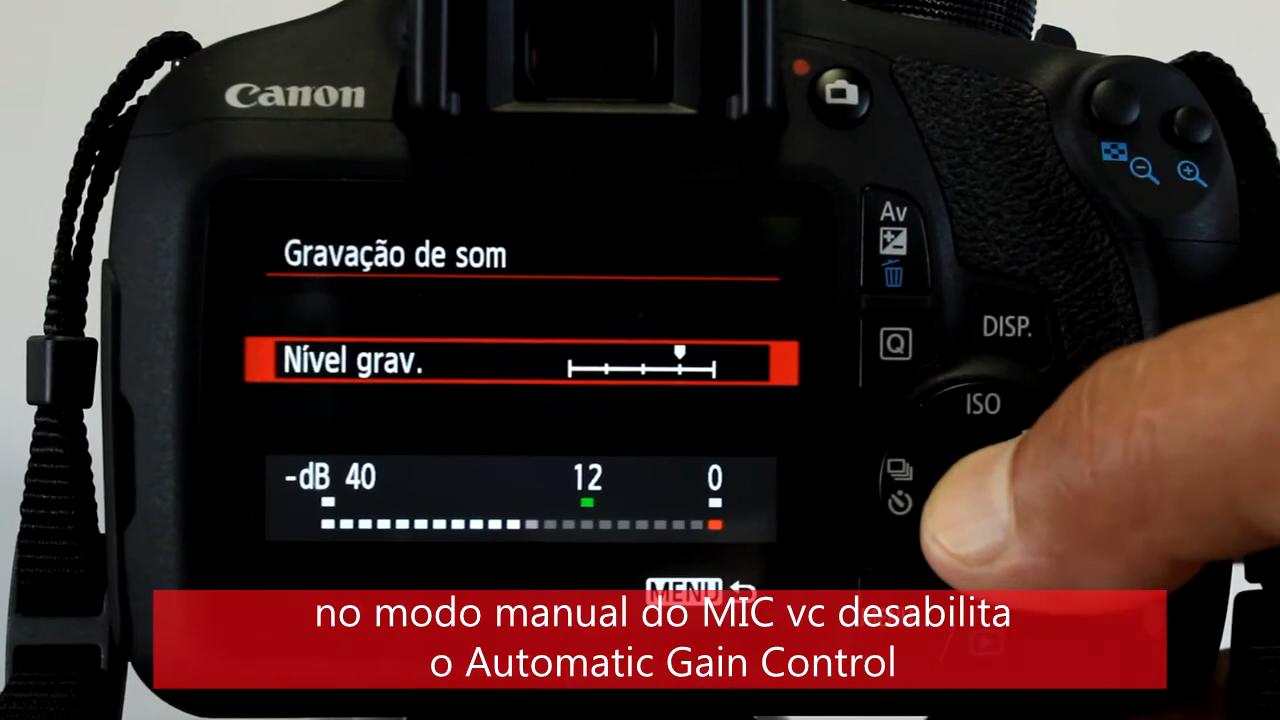 Canon
Av
Gravação de som
DISP.
Q
Nível grav.
ISO
-dB 40 12 0
MENU
no modo manual do MIC vc desabilita
o Automatic Gain Control